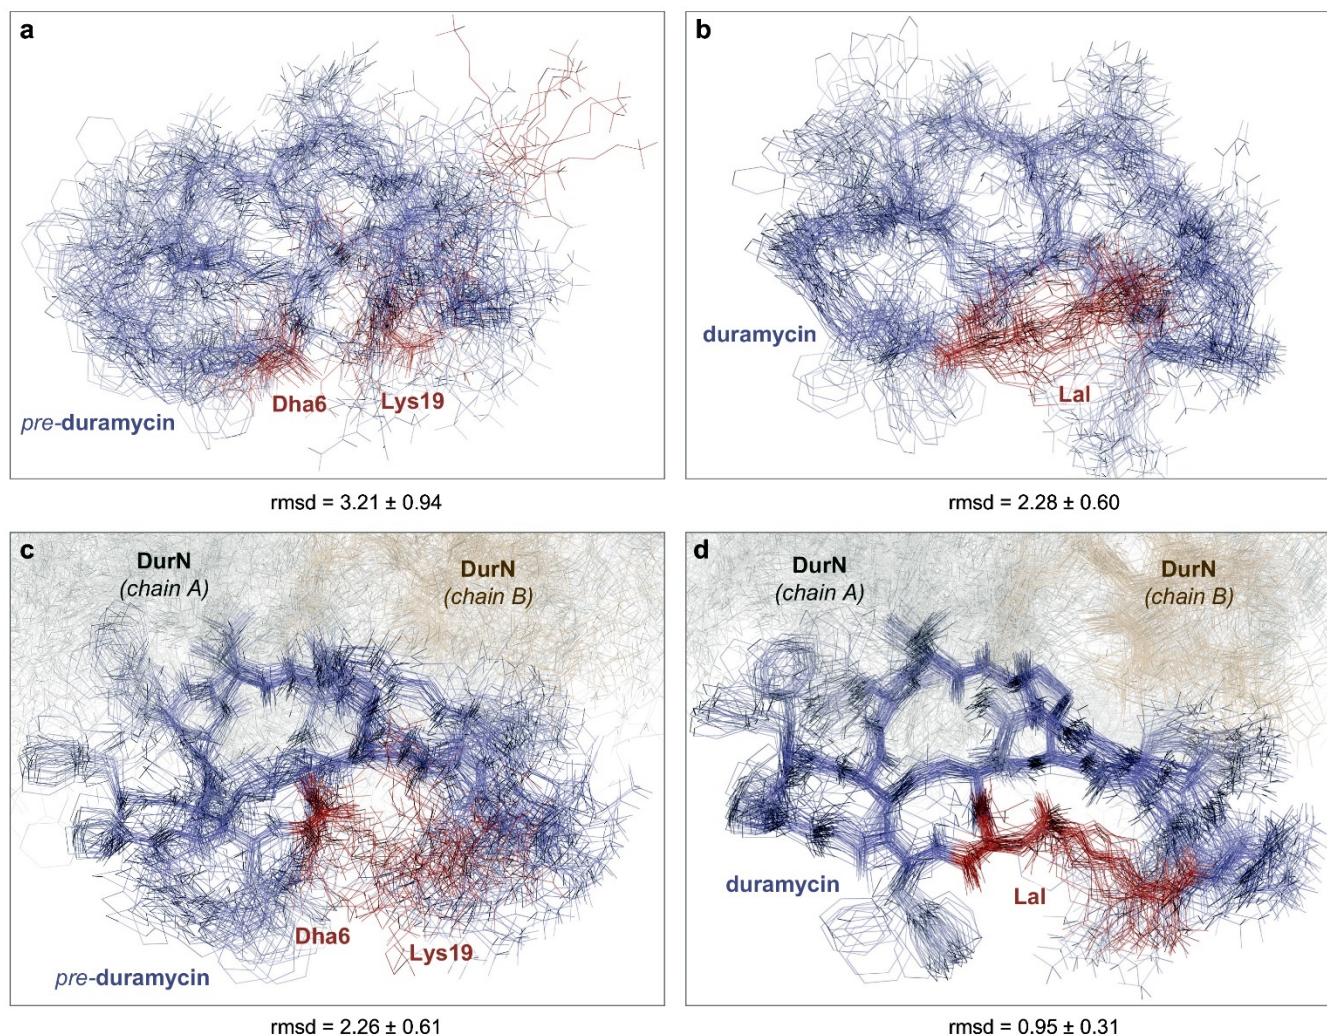 a
Dha6
Lys19
pre-duramycin
rmsd = 3.21 ± 0.94
b
duramycin
Lal
rmsd = 2.28 ± 0.60
c
DurN
(chain A)
DurN
(chain B)
Dha6
Lys19
pre-duramycin
rmsd = 2.26 ± 0.61
d
DurN
(chain A)
DurN
(chain B)
duramycin
Lal
rmsd = 0.95 ± 0.31